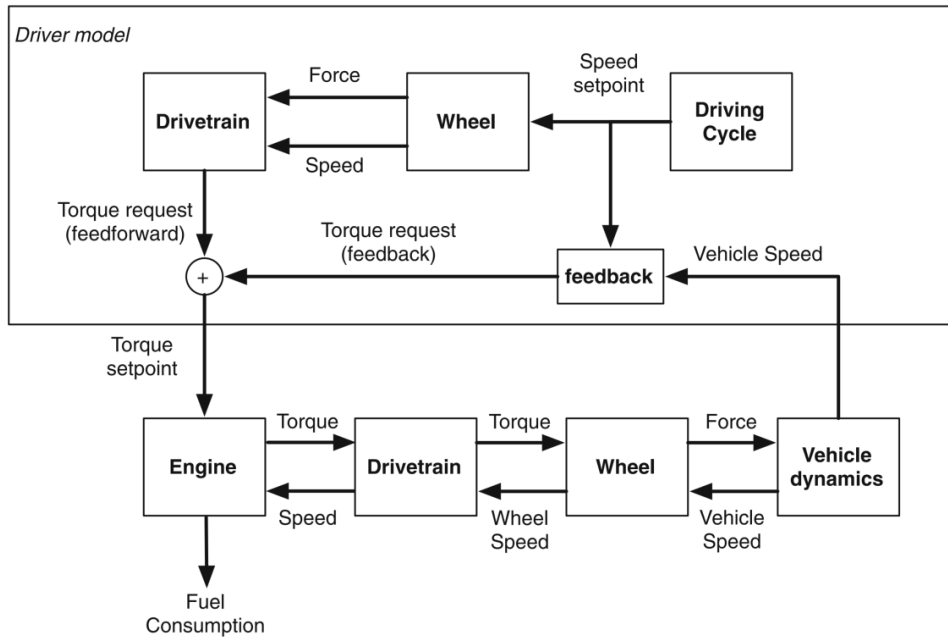 Driver model
Speed
setpoint
Force
Drivetrain
Wheel
Driving
Cycle
Speed
Torque request
(feedforward)
Torque request
(feedback)
Vehicle Speed
+
feedback
Torque
setpoint
Torque
Torque
Force
Engine
Drivetrain
Wheel
Vehicle
dynamics
Speed
Wheel
Speed
Vehicle
Speed
Fuel
Consumption